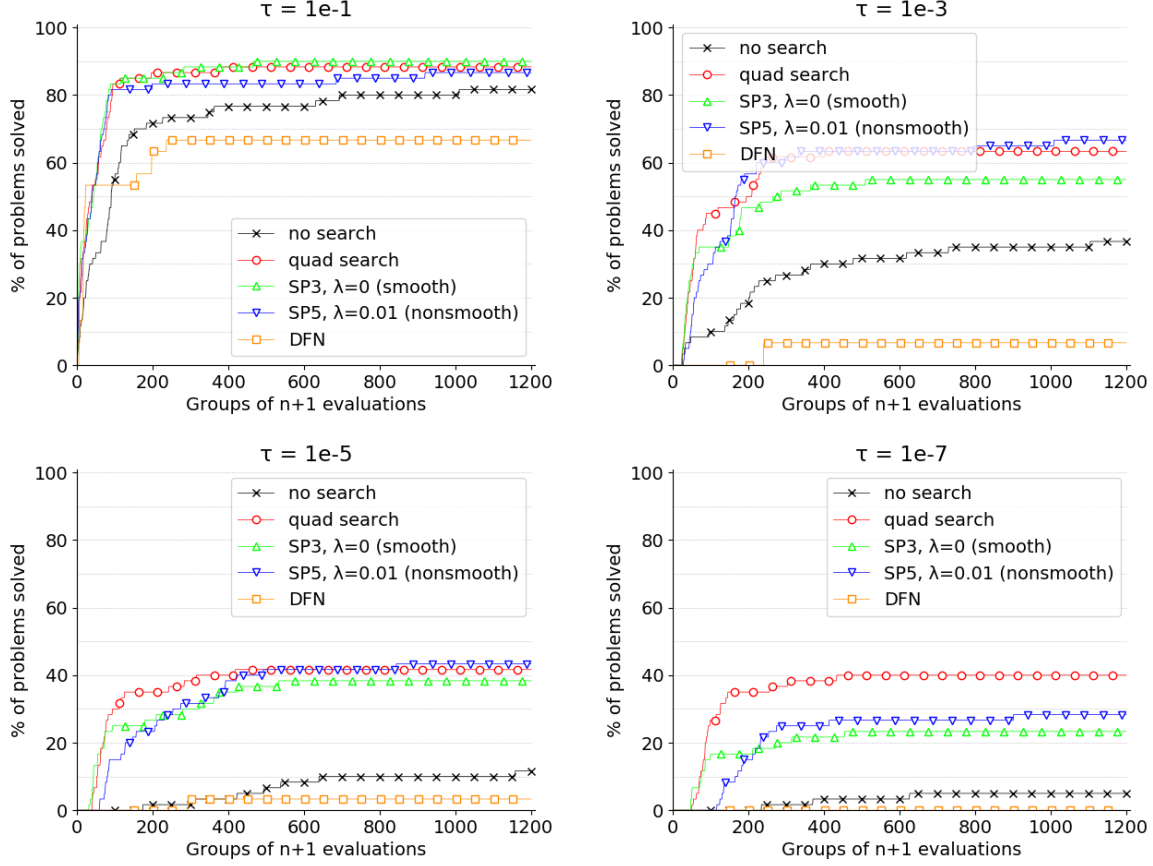 τ = 1e-1
% of problems solved
100
80
60
40
20
0
no search
quad search
SP3, λ=0 (smooth)
SP5, λ=0.01 (nonsmooth)
DFN
0 200 400 600 800 1000 1200
Groups of n+1 evaluations
τ = 1e-3
% of problems solved
100
80
60
40
20
0
no search
quad search
SP3, λ=0 (smooth)
SP5, λ=0.01 (nonsmooth)
DFN
0 200 400 600 800 1000 1200
Groups of n+1 evaluations
τ = 1e-5
% of problems solved
100
80
60
40
20
0
no search
quad search
SP3, λ=0 (smooth)
SP5, λ=0.01 (nonsmooth)
DFN
0 200 400 600 800 1000 1200
Groups of n+1 evaluations
τ = 1e-7
% of problems solved
100
80
60
40
20
0
no search
quad search
SP3, λ=0 (smooth)
SP5, λ=0.01 (nonsmooth)
DFN
0 200 400 600 800 1000 1200
Groups of n+1 evaluations